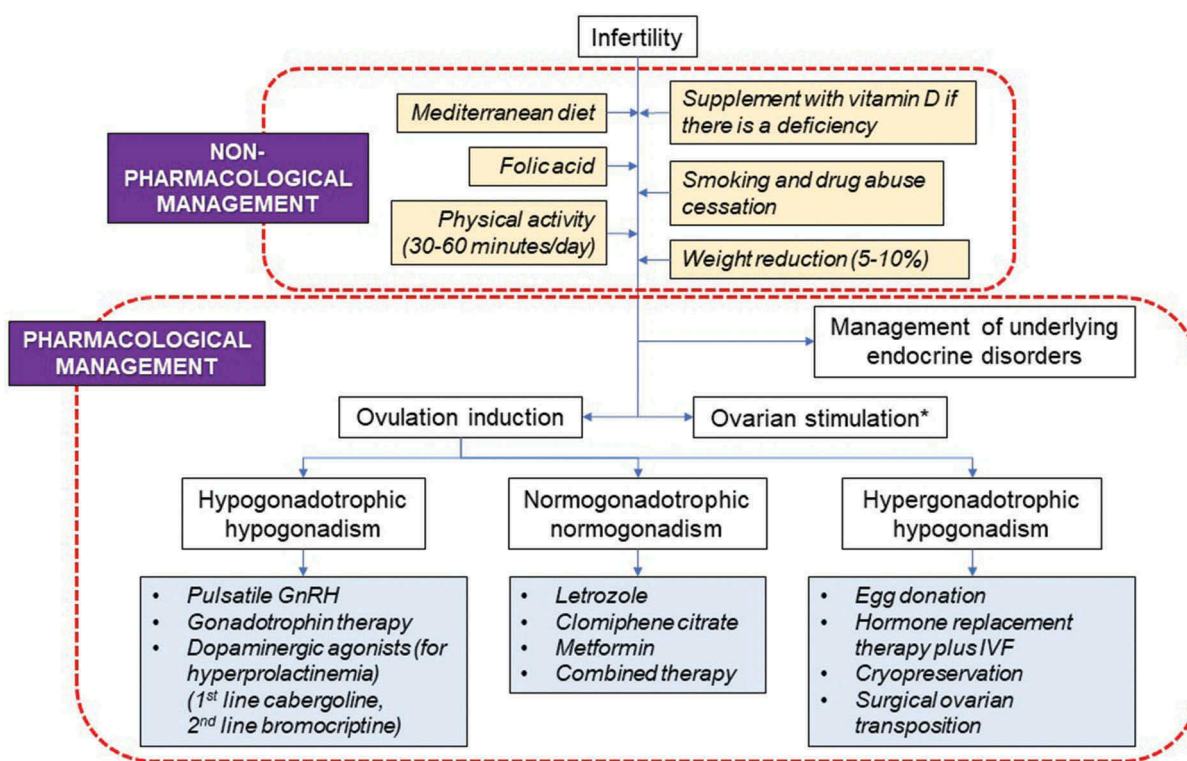 Infertility
Mediterranean diet
Supplement with vitamin D if
there is a deficiency
NON-
PHARMACOLOGICAL
MANAGEMENT
Folic acid
Smoking and drug abuse
cessation
Physical activity
(30-60 minutes/day)
Weight reduction (5-10%)
PHARMACOLOGICAL
MANAGEMENT
Management of underlying
endocrine disorders
Ovulation induction
Ovarian stimulation*
Hypogonadotrophic
hypogonadism
Normogonadotrophic
normogonadism
Hypergonadotrophic
hypogonadism
• Pulsatile GnRH
• Gonadotrophin therapy
• Dopaminergic agonists (for
hyperprolactinemia)
(1st line cabergoline,
2nd line bromocriptine)
• Letrozole
• Clomiphene citrate
• Metformin
• Combined therapy
• Egg donation
• Hormone replacement
therapy plus IVF
• Cryopreservation
• Surgical ovarian
transposition